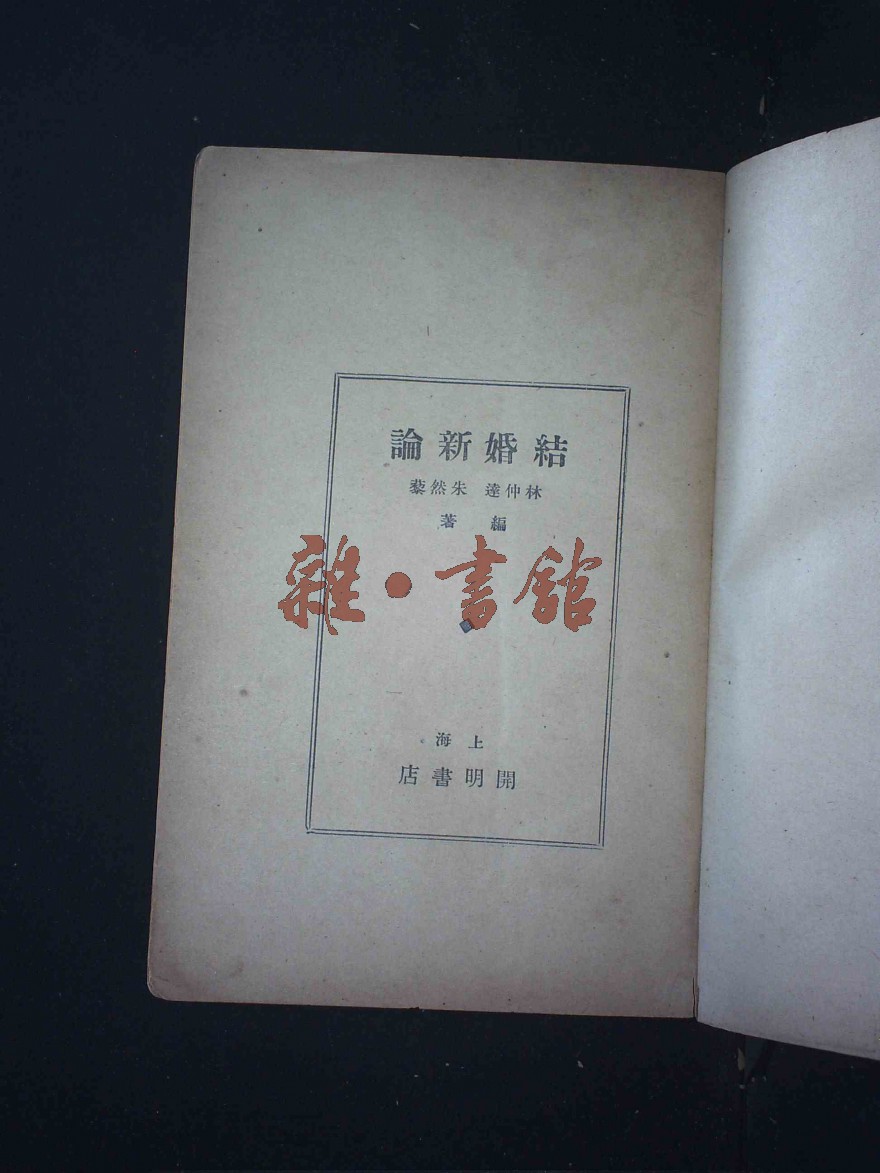 結婚新論
林仲達 朱然藜
編著
雜·書館
上海
開明書店